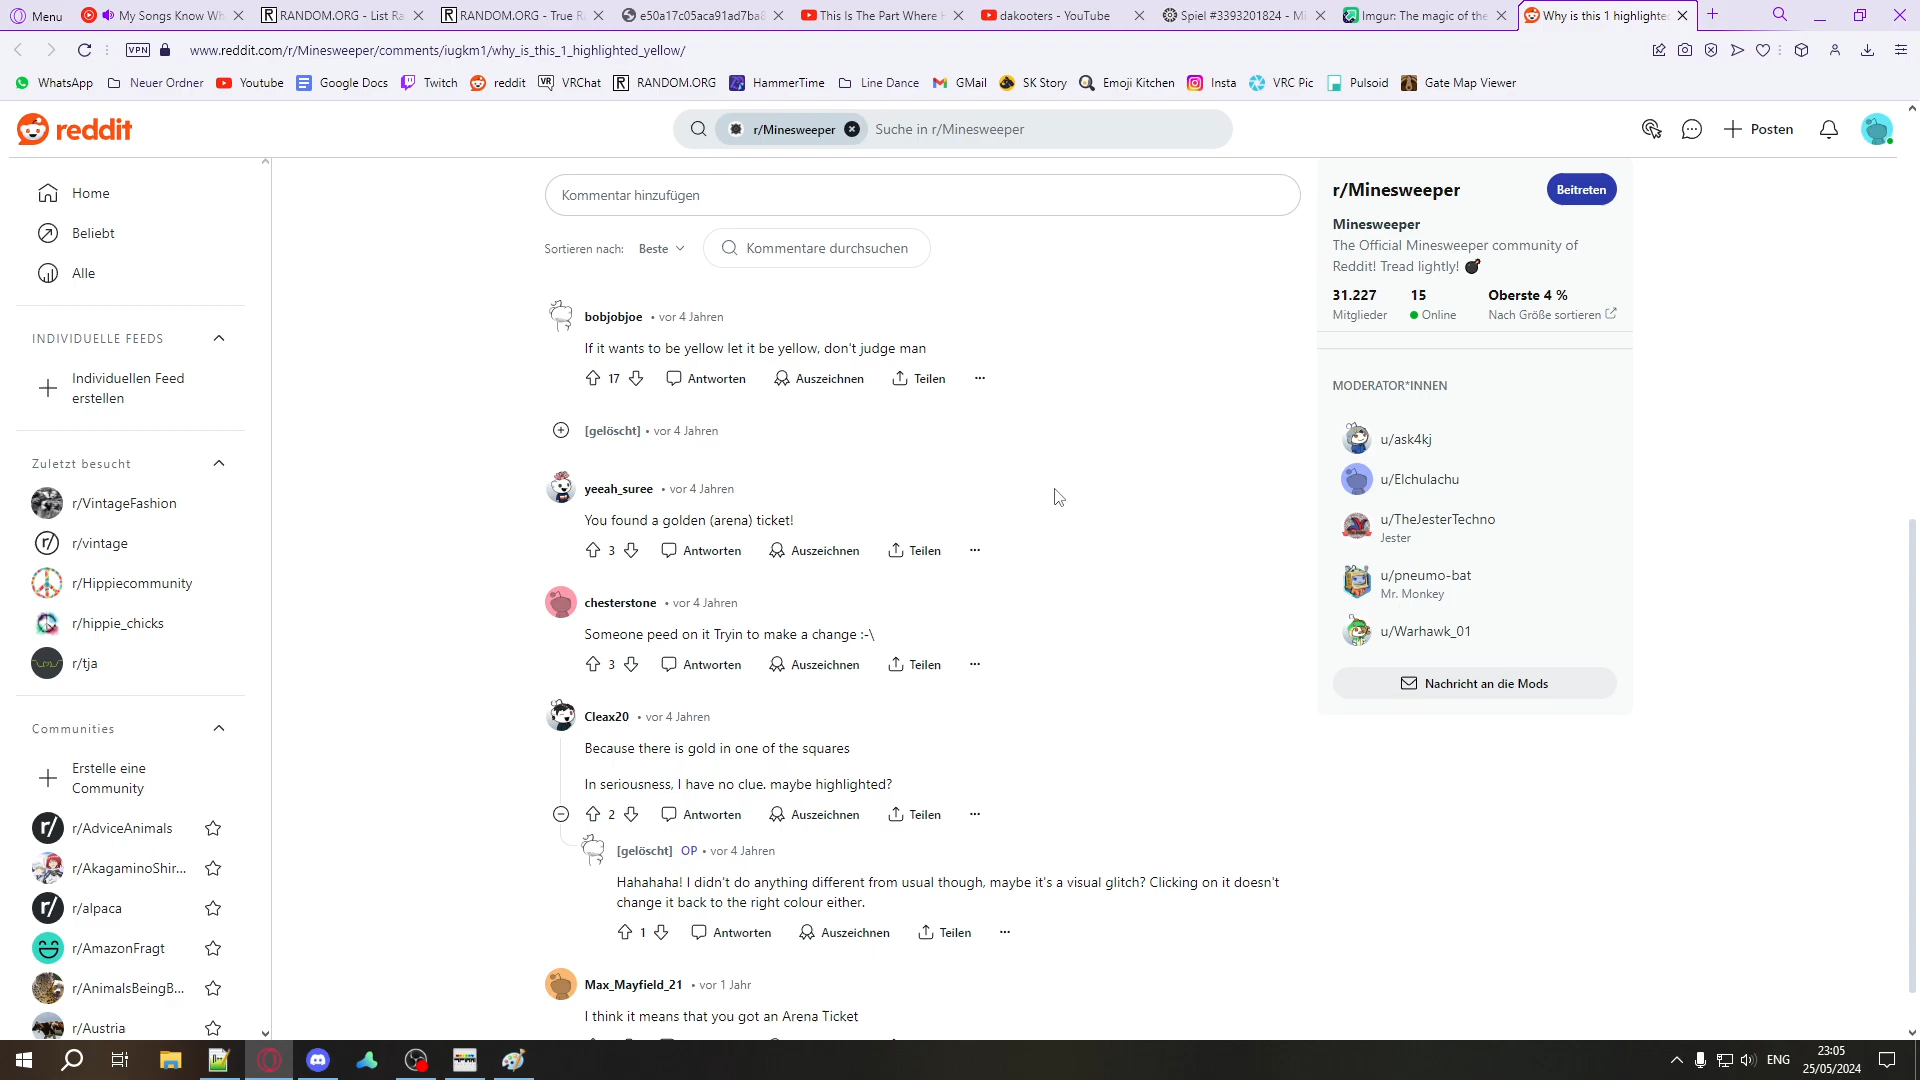 Menu
My Songs Know Wh
RANDOM.ORG - List Ra
RANDOM.ORG - True R
e50a17c05aca91ad7ba8
This Is The Part Where H
dakooters - YouTube
Spiel #3393201824 - Mi
Imgur: The magic of the
Why is this 1 highlighted
VPN
www.reddit.com/r/Minesweeper/comments/iugkm1/why_is_this_1_highlighted_yellow/
WhatsApp
Neuer Ordner
Youtube
Google Docs
Twitch
reddit
VRChat
RANDOM.ORG
HammerTime
Line Dance
GMail
SK Story
Emoji Kitchen
Insta
VRC Pic
Pulsoid
Gate Map Viewer
reddit
r/Minesweeper
Suche in r/Minesweeper
Posten
Home
Beliebt
Alle
INDIVIDUELLE FEEDS
Individuellen Feed
erstellen
Zuletzt besucht
r/VintageFashion
r/vintage
r/Hippiecommunity
r/hippie_chicks
r/tja
Communities
Erstelle eine
Community
r/AdviceAnimals
r/AkagaminoShir...
r/alpaca
r/AmazonFragt
r/AnimalsBeingB...
r/Austria
Kommentar hinzufügen
Sortieren nach: Beste
Kommentare durchsuchen
bobjobjoe • vor 4 Jahren
If it wants to be yellow let it be yellow, don't judge man
17 Antworten Auszeichnen Teilen ...
[gelöscht] • vor 4 Jahren
yeeah_suree • vor 4 Jahren
You found a golden (arena) ticket!
3 Antworten Auszeichnen Teilen ...
chesterstone • vor 4 Jahren
Someone peed on it Tryin to make a change :-\
3 Antworten Auszeichnen Teilen ...
Cleax20 • vor 4 Jahren
Because there is gold in one of the squares
In seriousness, I have no clue. maybe highlighted?
2 Antworten Auszeichnen Teilen ...
[gelöscht] OP • vor 4 Jahren
Hahahaha! I didn't do anything different from usual though, maybe it's a visual glitch? Clicking on it doesn't
change it back to the right colour either.
1 Antworten Auszeichnen Teilen ...
Max_Mayfield_21 • vor 1 Jahr
I think it means that you got an Arena Ticket
r/Minesweeper
Beitreten
Minesweeper
The Official Minesweeper community of
Reddit! Tread lightly! 💣
31.227 15 Oberste 4 %
Mitglieder Online Nach Größe sortieren
MODERATOR*INNEN
u/ask4kj
u/Elchulachu
u/TheJesterTechno
Jester
u/pneumo-bat
Mr. Monkey
u/Warhawk_01
Nachricht an die Mods
ENG
23:05
25/05/2024